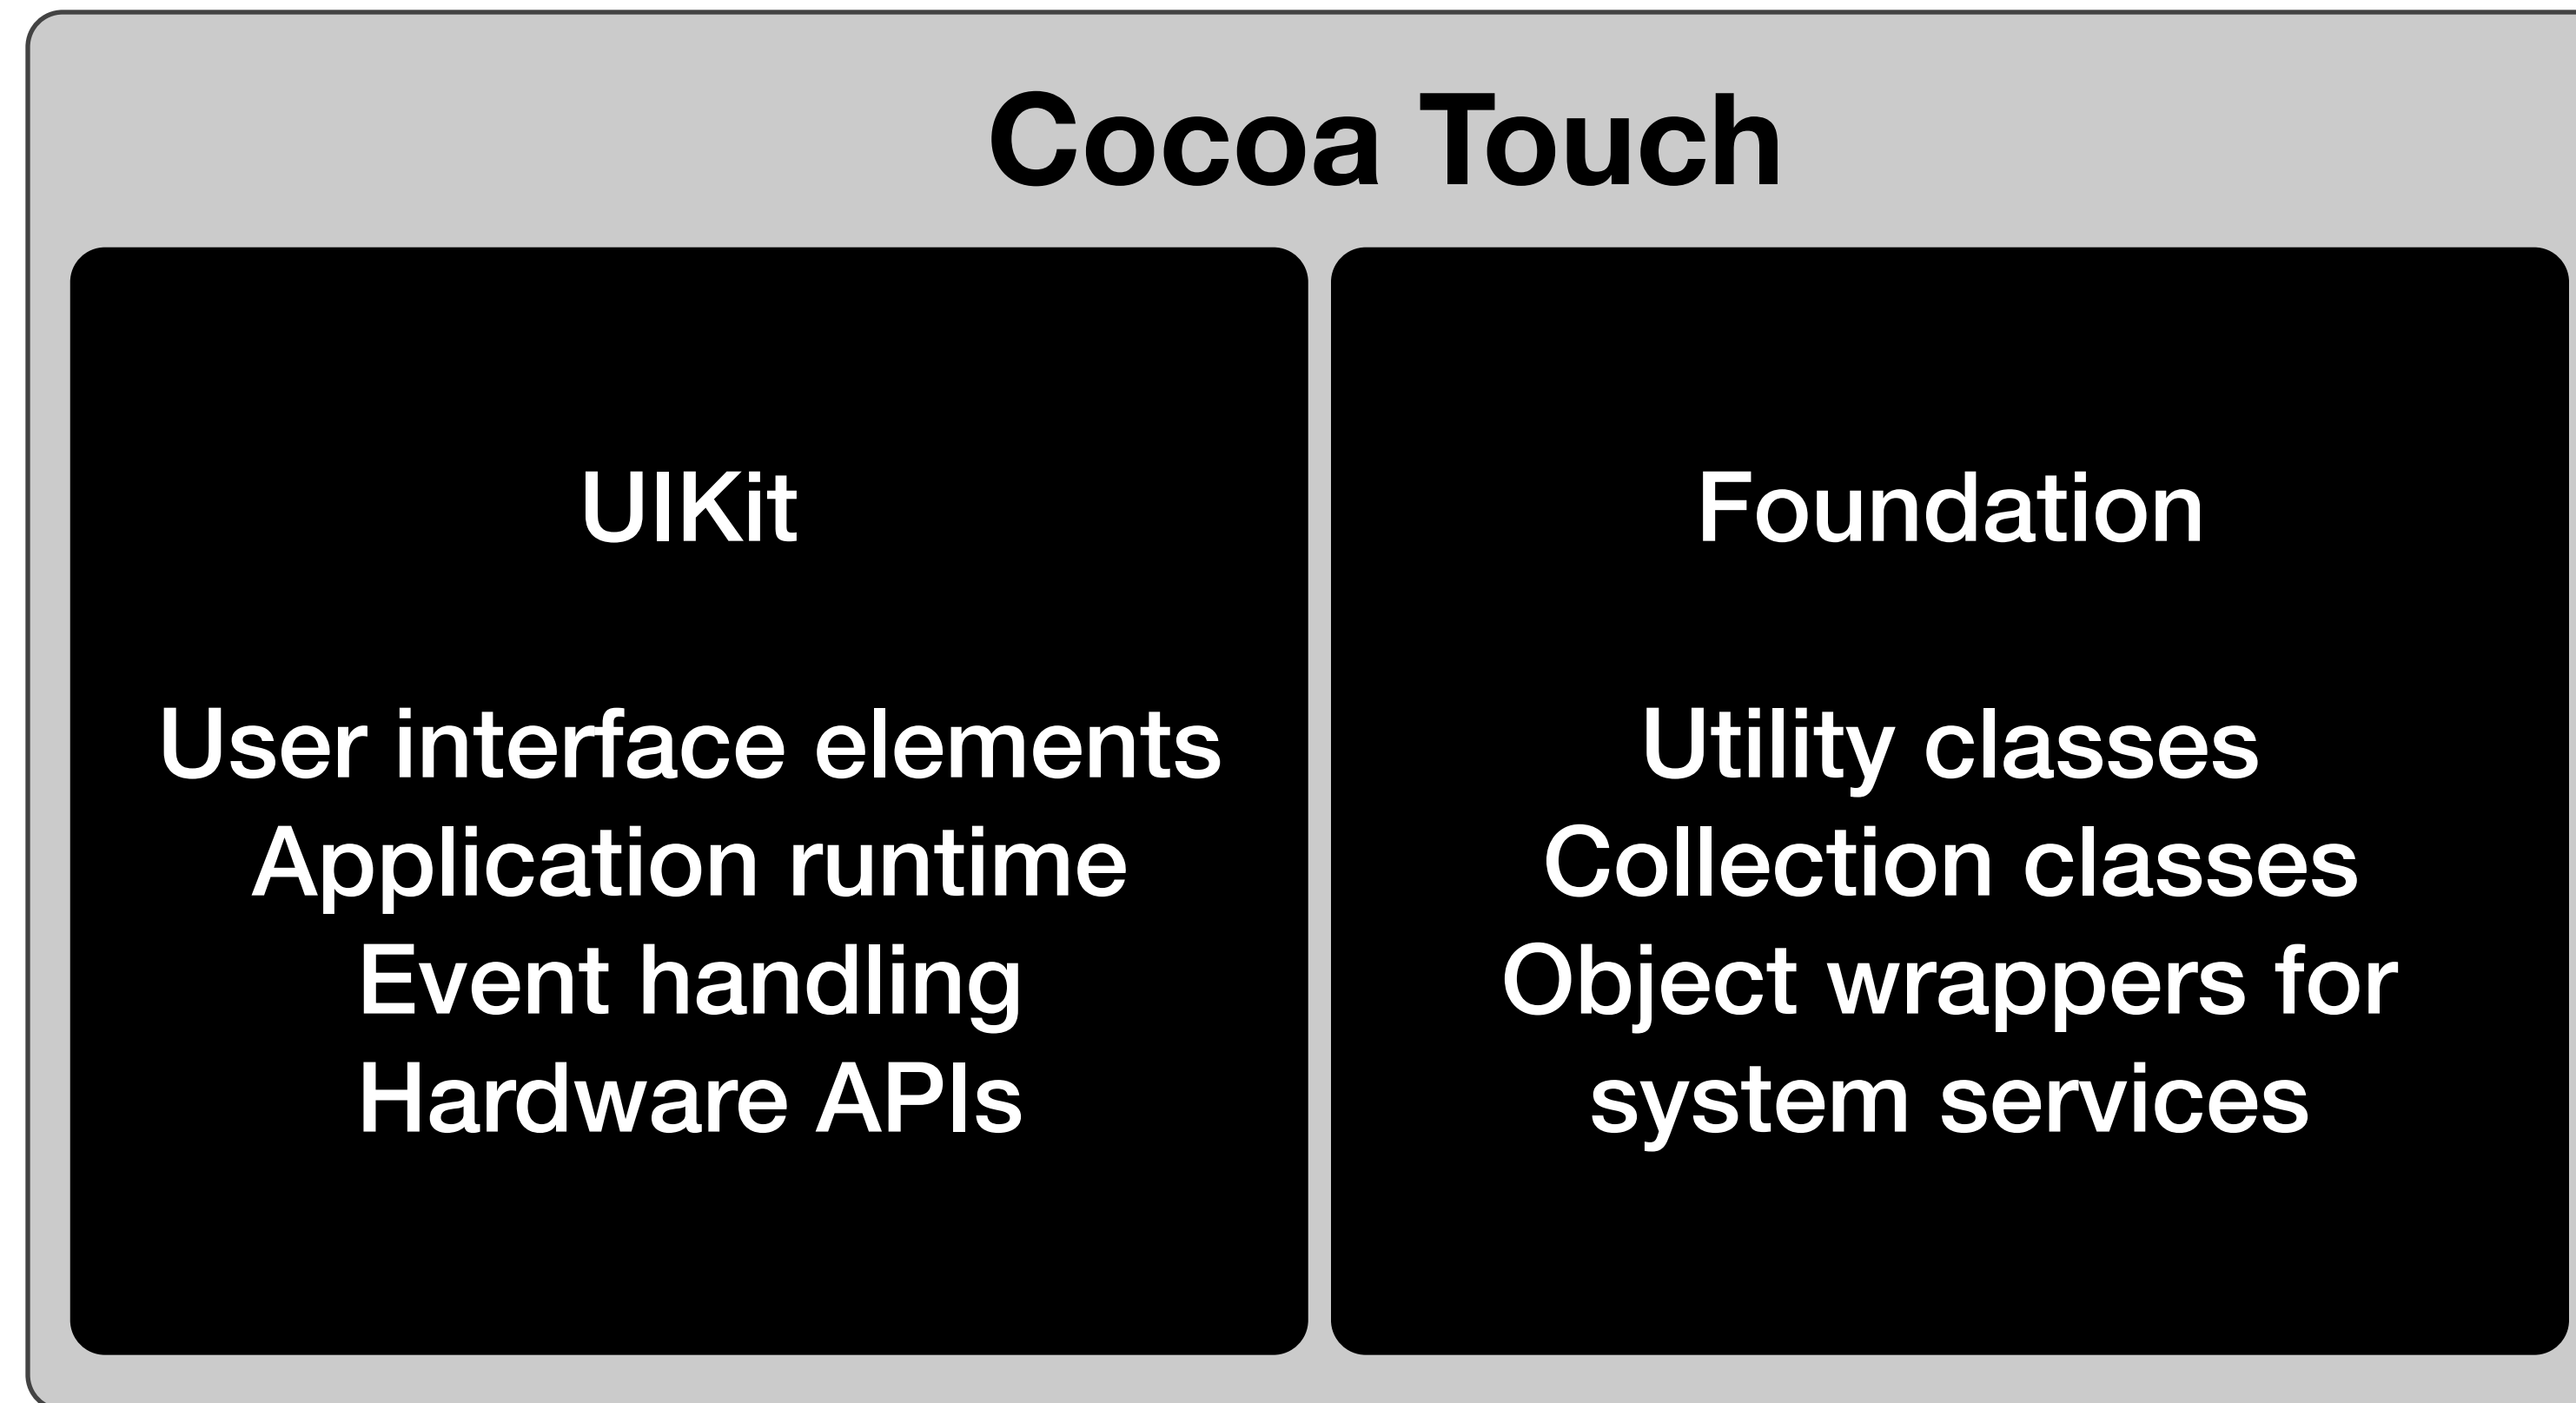 Cocoa Touch
UIKit
User interface elements
Application runtime
Event handling
Hardware APIs
Foundation
Utility classes
Collection classes
Object wrappers for
system services